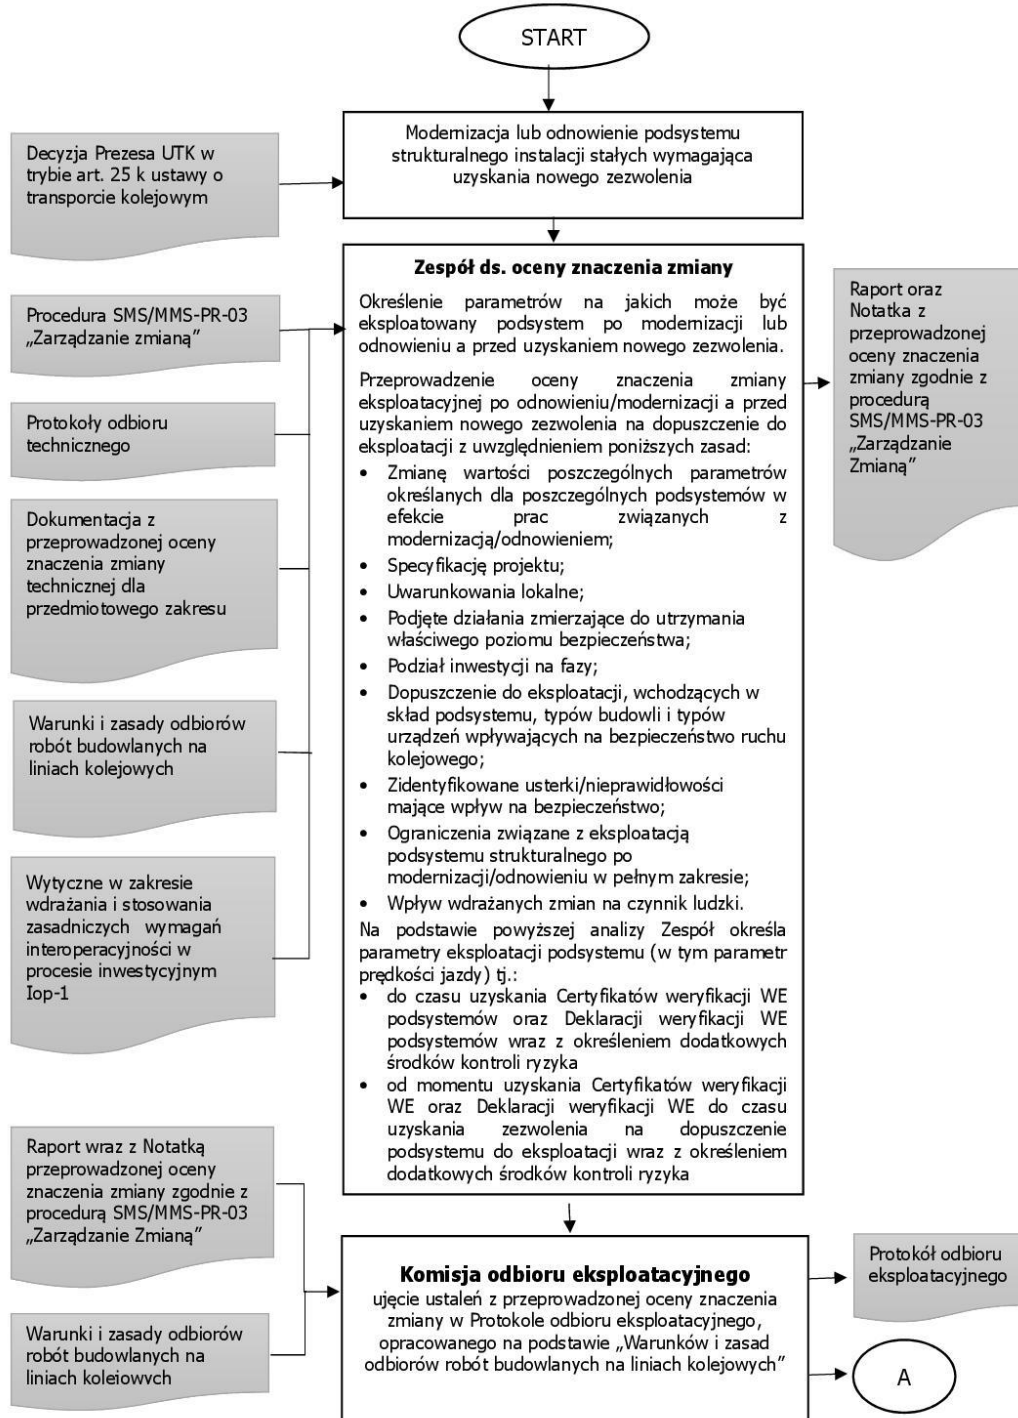 START
Decyzja Prezesa UTK w
trybie art. 25 k ustawy o
transporcie kolejowym
Modernizacja lub odnowienie podsystemu
strukturalnego instalacji stałych wymagająca
uzyskania nowego zezwolenia
Procedura SMS/MMS-PR-03
„Zarządzanie zmianą”
Protokoły odbioru
technicznego
Dokumentacja z
przeprowadzonej oceny
znaczenia zmiany
technicznej dla
przedmiotowego zakresu
Warunki i zasady odbiorów
robót budowlanych na
liniach kolejowych
Wytyczne w zakresie
wdrażania i stosowania
zasadniczych wymagań
interoperacyjności w
procesie inwestycyjnym
Iop-1
Zespół ds. oceny znaczenia zmiany
Określenie parametrów na jakich może być
eksploatowany podsystem po modernizacji lub
odnowieniu a przed uzyskaniem nowego zezwolenia.
Przeprowadzenie oceny znaczenia zmiany
eksploatacyjnej po odnowieniu/modernizacji a przed
uzyskaniem nowego zezwolenia na dopuszczenie do
eksploatacji z uwzględnieniem poniższych zasad:
• Zmianę wartości poszczególnych parametrów
określanych dla poszczególnych podsystemów w
efekcie prac związanych z
modernizacją/odnowieniem;
• Specyfikację projektu;
• Uwarunkowania lokalne;
• Podjęte działania zmierzające do utrzymania
właściwego poziomu bezpieczeństwa;
• Podział inwestycji na fazy;
• Dopuszczenie do eksploatacji, wchodzących w
skład podsystemu, typów budowli i typów
urządzeń wpływających na bezpieczeństwo ruchu
kolejowego;
• Zidentyfikowane usterki/nieprawidłowości
mające wpływ na bezpieczeństwo;
• Ograniczenia związane z eksploatacją
podsystemu strukturalnego po
modernizacji/odnowieniu w pełnym zakresie;
• Wpływ wdrażanych zmian na czynnik ludzki.
Na podstawie powyższej analizy Zespół określa
parametry eksploatacji podsystemu (w tym parametr
prędkości jazdy) tj.:
• do czasu uzyskania Certyfikatów weryfikacji WE
podsystemów oraz Deklaracji weryfikacji WE
podsystemów wraz z określeniem dodatkowych
środków kontroli ryzyka
• od momentu uzyskania Certyfikatów weryfikacji
WE oraz Deklaracji weryfikacji WE do czasu
uzyskania zezwolenia na dopuszczenie
podsystemu do eksploatacji wraz z określeniem
dodatkowych środków kontroli ryzyka
Raport oraz
Notatka z
przeprowadzonej
oceny znaczenia
zmiany zgodnie z
procedurą
SMS/MMS-PR-03
„Zarządzanie
Zmianą”
Raport wraz z Notatką
przeprowadzonej oceny
znaczenia zmiany zgodnie z
procedurą SMS/MMS-PR-03
„Zarządzanie Zmianą”
Warunki i zasady odbiorów
robót budowlanych na
liniach kolejowych
Komisja odbioru eksploatacyjnego
ujęcie ustaleń z przeprowadzonej oceny znaczenia
zmiany w Protokole odbioru eksploatacyjnego,
opracowanego na podstawie „Warunków i zasad
odbiorów robót budowlanych na liniach kolejowych”
Protokół odbioru
eksploatacyjnego
A